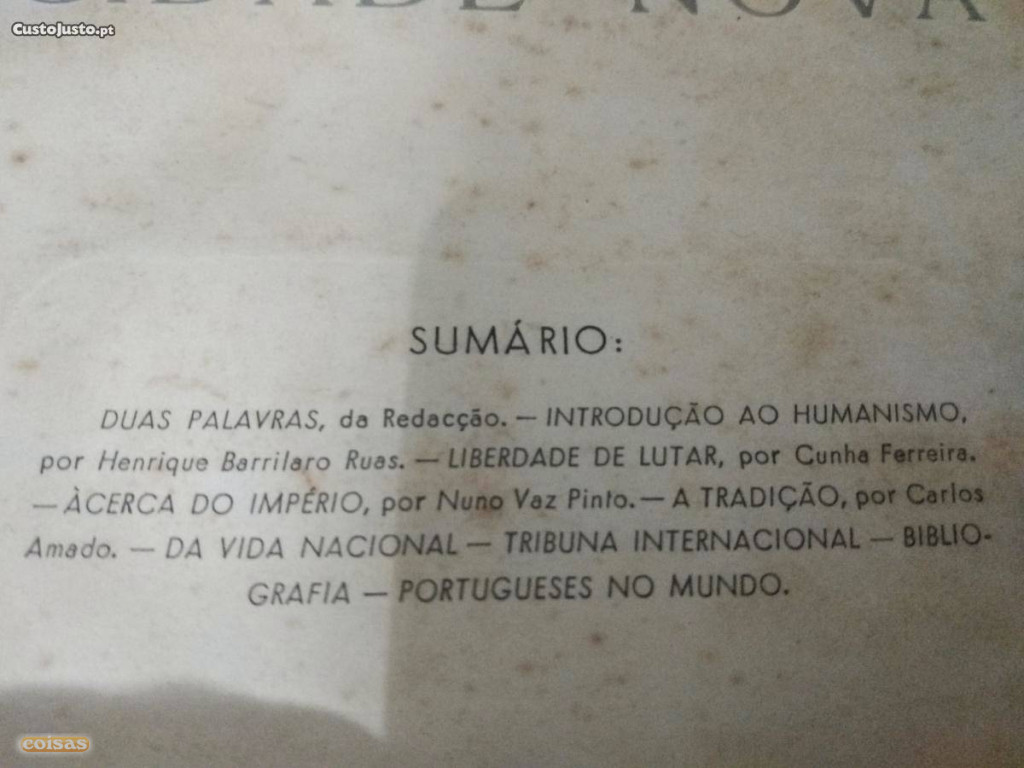 CIDADE NOVA
CustoJusto.pt
SUMÁRIO:
DUAS PALAVRAS, da Redacção. — INTRODUÇÃO AO HUMANISMO,
por Henrique Barrilaro Ruas. — LIBERDADE DE LUTAR, por Cunha Ferreira.
— ÀCERCA DO IMPÉRIO, por Nuno Vaz Pinto. — A TRADIÇÃO, por Carlos
Amado. — DA VIDA NACIONAL — TRIBUNA INTERNACIONAL — BIBLIO-
GRAFIA — PORTUGUESES NO MUNDO.
coisas